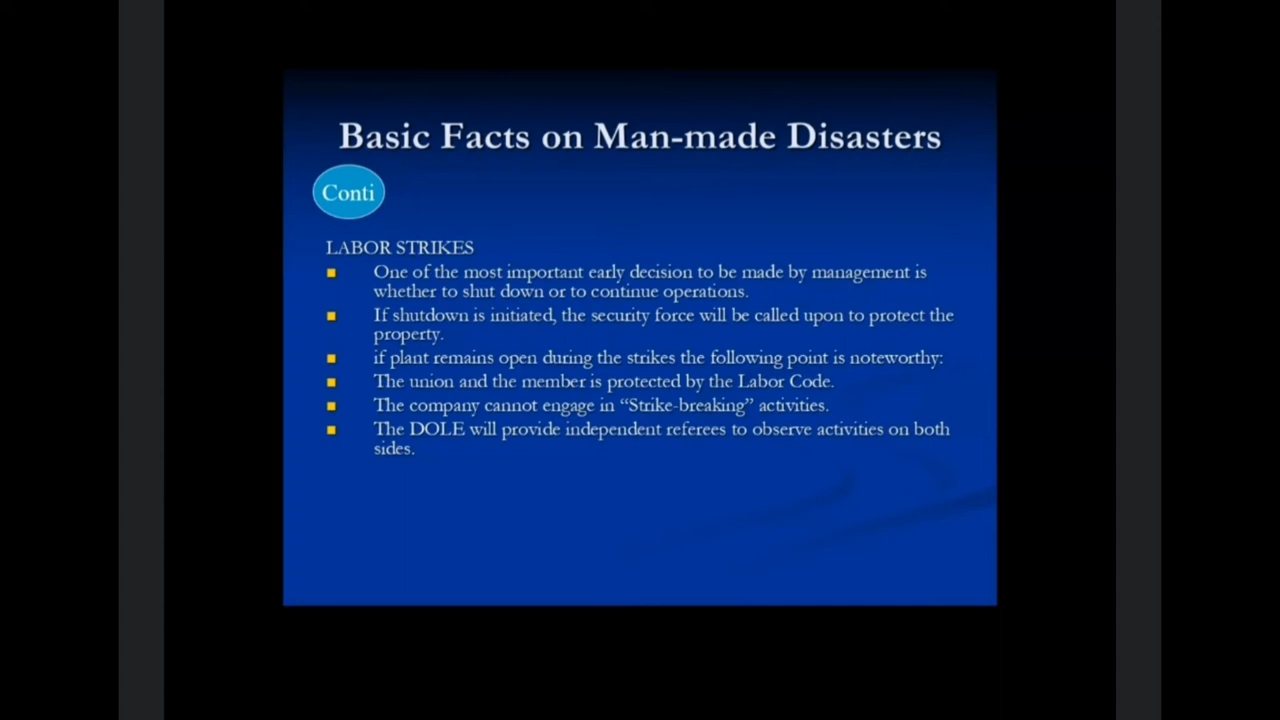 Basic Facts on Man-made Disasters
Conti
LABOR STRIKES
One of the most important early decision to be made by management is
whether to shut down or to continue operations.
If shutdown is initiated, the security force will be called upon to protect the
property.
if plant remains open during the strikes the following point is noteworthy:
The union and the member is protected by the Labor Code.
The company cannot engage in “Strike-breaking” activities.
The DOLE will provide independent referees to observe activities on both
sides.